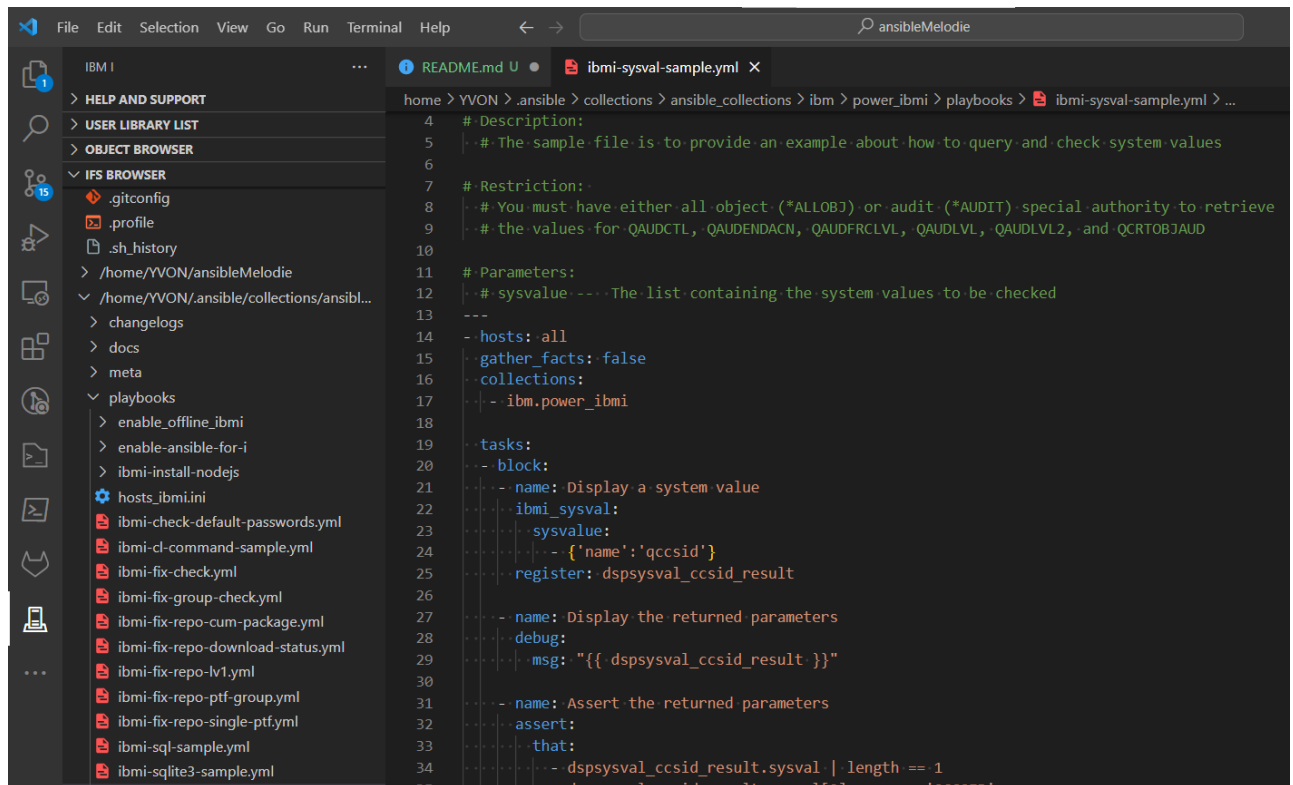 File Edit Selection View Go Run Terminal Help
ansibleMelodie
IBM I
HELP AND SUPPORT
USER LIBRARY LIST
OBJECT BROWSER
IFS BROWSER
.gitconfig
.profile
.sh_history
/home/YVON/ansibleMelodie
/home/YVON/.ansible/collections/ansibl...
changelogs
docs
meta
playbooks
enable_offline_ibmi
enable-ansible-for-i
ibmi-install-nodejs
hosts_ibmi.ini
ibmi-check-default-passwords.yml
ibmi-cl-command-sample.yml
ibmi-fix-check.yml
ibmi-fix-group-check.yml
ibmi-fix-repo-cum-package.yml
ibmi-fix-repo-download-status.yml
ibmi-fix-repo-lv1.yml
ibmi-fix-repo-ptf-group.yml
ibmi-fix-repo-single-ptf.yml
ibmi-sql-sample.yml
ibmi-sqlite3-sample.yml
1
15
README.md U ibmi-sysval-sample.yml
home > YVON > .ansible > collections > ansible_collections > ibm > power_ibmi > playbooks > ibmi-sysval-sample.yml > ...
4 # Description:
5 # The sample file is to provide an example about how to query and check system values
6
7 # Restriction:
8 # You must have either all object (*ALLOBJ) or audit (*AUDIT) special authority to retrieve
9 # the values for QAUDCTL, QAUDENDACN, QAUDFRCLVL, QAUDLVL, QAUDLVL2, and QCRTOBJAUD
10
11 # Parameters:
12 # sysvalue -- The list containing the system values to be checked
13 ---
14 - hosts: all
15 gather_facts: false
16 collections:
17 - ibm.power_ibmi
18
19 tasks:
20 - block:
21 - name: Display a system value
22 ibmi_sysval:
23 sysvalue:
24 - {'name':'qccsid'}
25 register: dspsysval_ccsid_result
26
27 - name: Display the returned parameters
28 debug:
29 msg: "{{ dspsysval_ccsid_result }}"
30
31 - name: Assert the returned parameters
32 assert:
33 that:
34 - dspsysval_ccsid_result.sysval | length == 1